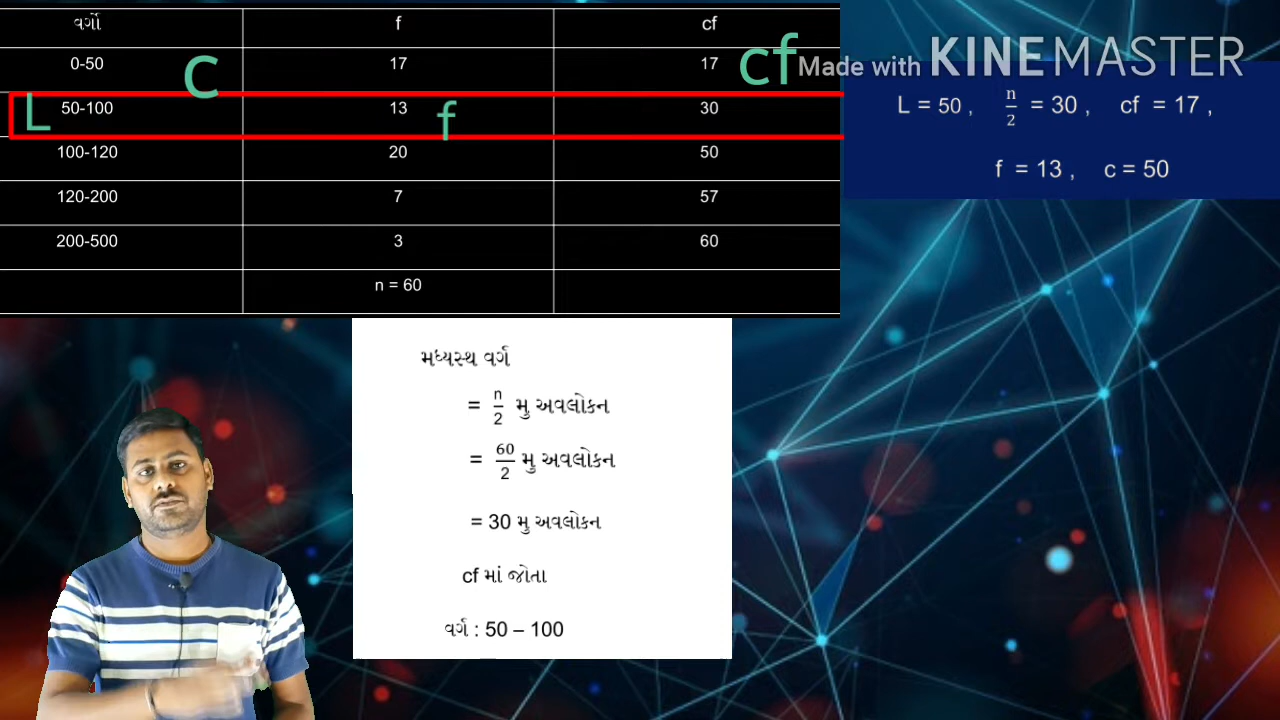 વર્ગો f cf
0-50 17 17
50-100 13 30
100-120 20 50
120-200 7 57
200-500 3 60
n = 60
C
cf
L
f
Made with KINEMASTER
L = 50 , n/2 = 30 , cf = 17 ,
f = 13 , c = 50
મધ્યસ્થ વર્ગ
= n/2 મુ અવલોકન
= 60/2 મુ અવલોકન
= 30 મુ અવલોકન
cf માં જોતા
વર્ગ : 50 – 100